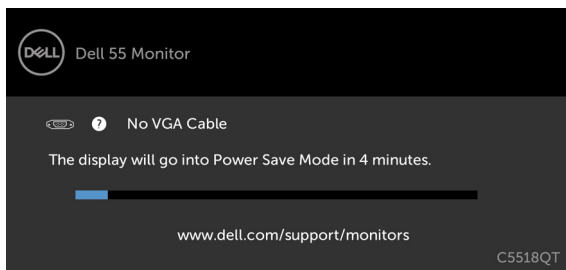 DELL Dell 55 Monitor
? No VGA Cable
The display will go into Power Save Mode in 4 minutes.
www.dell.com/support/monitors
C5518QT